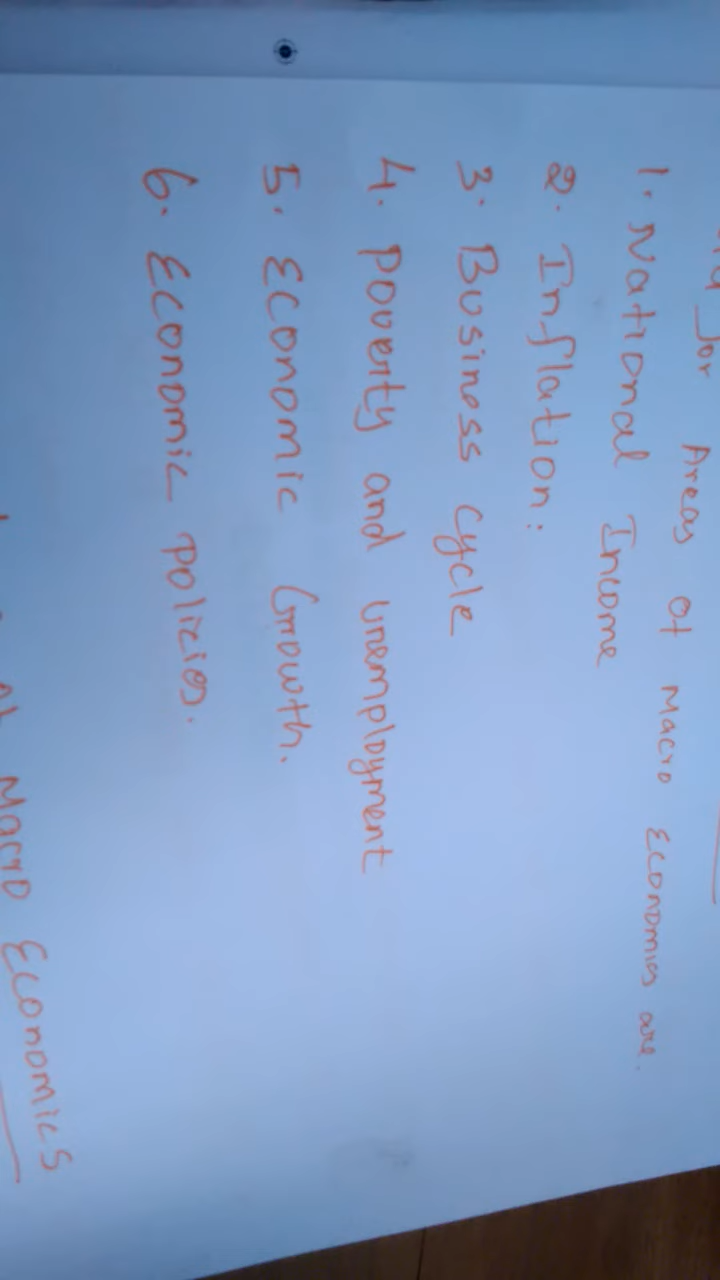 Areas of Macro Economics are.
1. National Income
2. Inflation:
3. Business cycle
4. Poverty and Unemployment
5. Economic Growth.
6. Economic policies.
Macro Economics